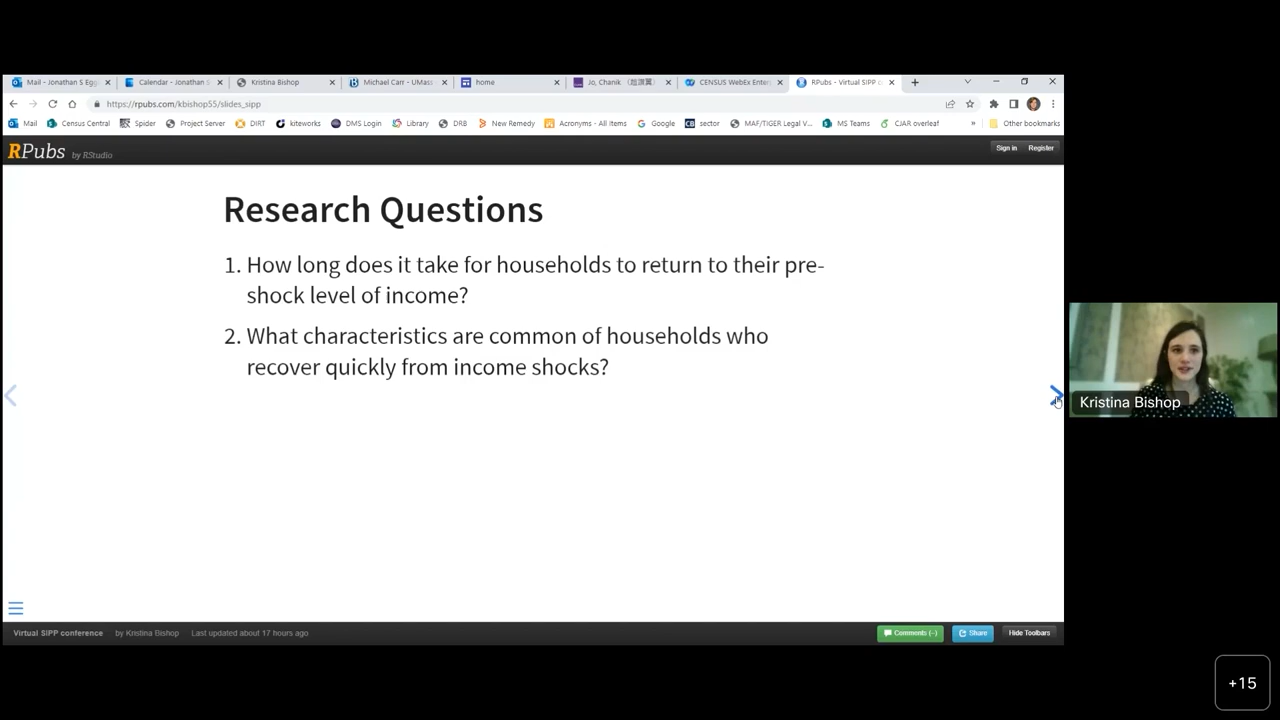 Mail - Jonathan S Egg
Calendar - Jonathan S
Kristina Bishop
Michael Carr - UMass
home
Jo, Chanik
CENSUS WebEx Enter
RPubs - Virtual SIPP c
https://rpubs.com/kbishop55/slides_sipp
Mail
Census Central
Spider
Project Server
DIRT
kiteworks
DMS Login
Library
DRB
New Remedy
Acronyms - All Items
Google
CB
sector
MAF/TIGER Legal V...
MS Teams
CJAR overleaf
»
Other bookmarks
RPubs by RStudio
Sign in
Register
Research Questions
1. How long does it take for households to return to their pre-
shock level of income?
2. What characteristics are common of households who
recover quickly from income shocks?
Kristina Bishop
Virtual SIPP conference
by Kristina Bishop
Last updated about 17 hours ago
Comments (-)
Share
Hide Toolbars
+15